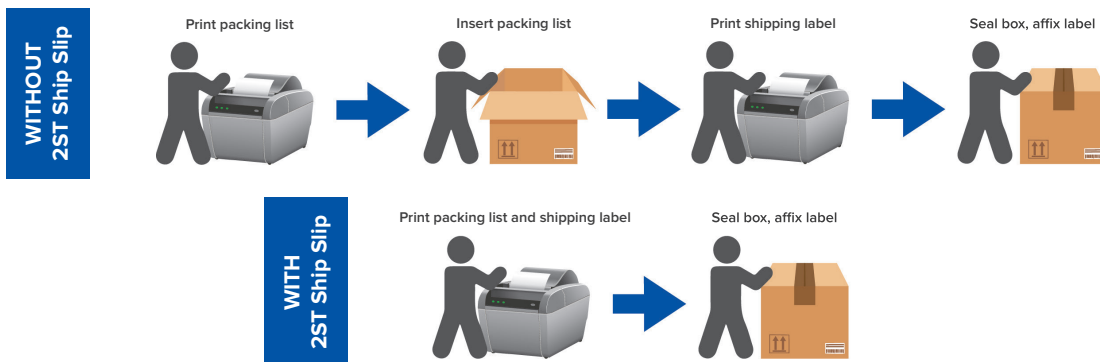 WITHOUT
2ST Ship Slip
Print packing list
Insert packing list
Print shipping label
Seal box, affix label
WITH
2ST Ship Slip
Print packing list and shipping label
Seal box, affix label